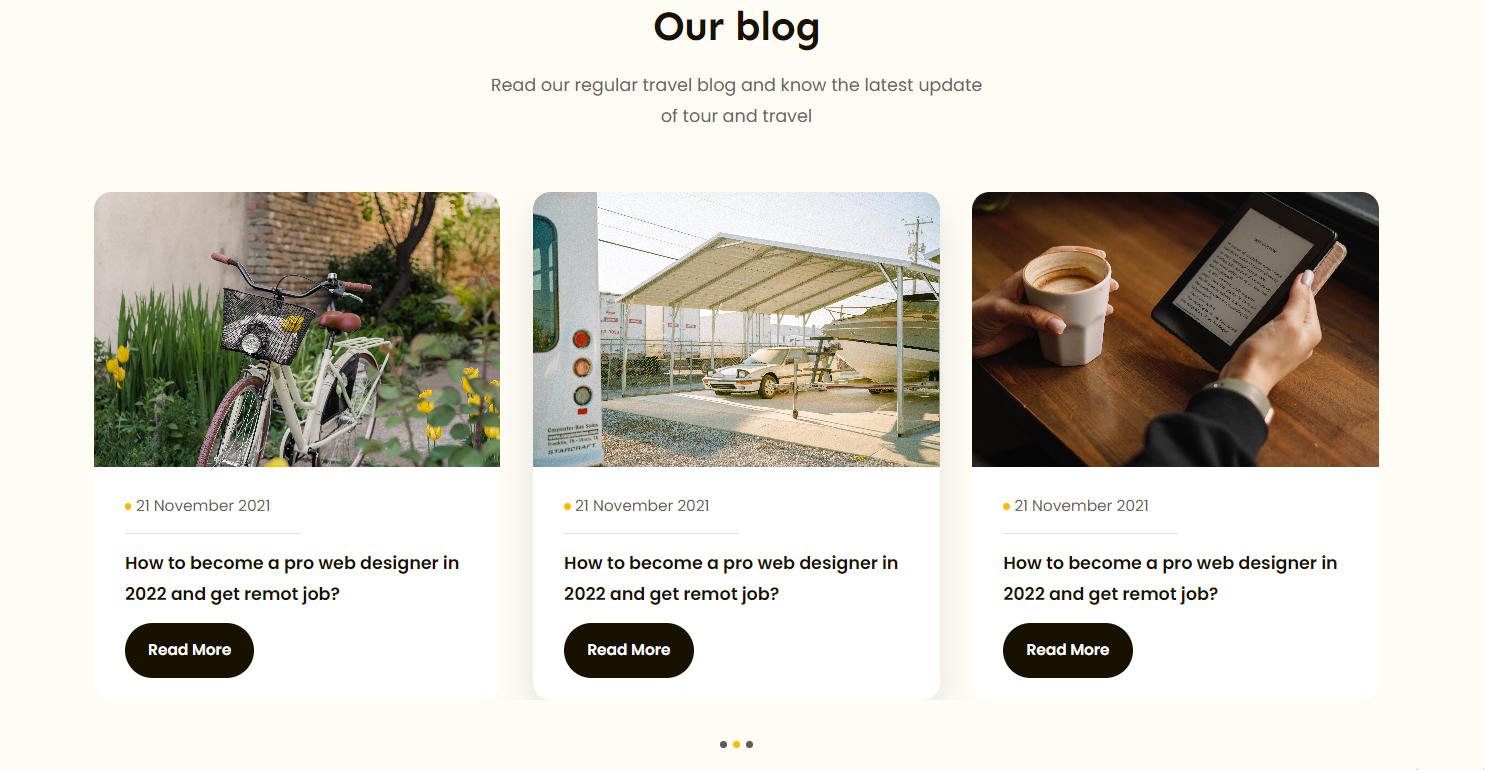 Our blog
Read our regular travel blog and know the latest update
of tour and travel
STARCRAFT
21 November 2021
How to become a pro web designer in
2022 and get remot job?
Read More
21 November 2021
How to become a pro web designer in
2022 and get remot job?
Read More
21 November 2021
How to become a pro web designer in
2022 and get remot job?
Read More